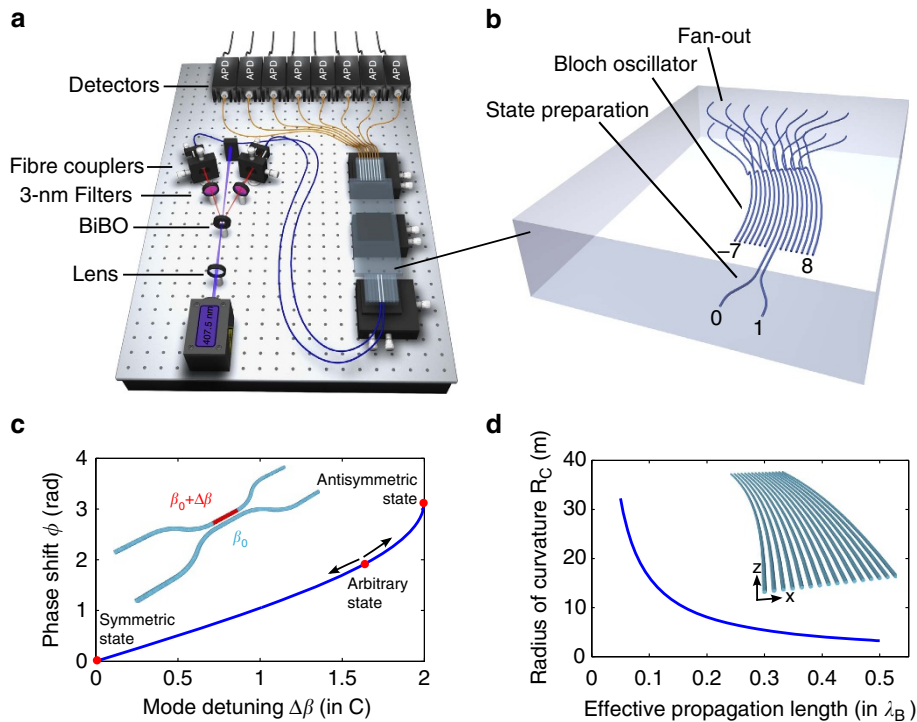 a
APD APD APD APD APD APD APD APD
Detectors
Fibre couplers
3-nm Filters
BiBO
Lens
407.5 nm
b
Fan-out
Bloch oscillator
State preparation
–7
8
0
1
c
Phase shift ϕ (rad)
4
3
2
1
0
β0+Δβ
β0
Antisymmetric
state
Arbitrary
state
Symmetric
state
0 0.5 1 1.5 2
Mode detuning Δβ (in C)
d
Radius of curvature RC (m)
40
30
20
10
0
z
x
0 0.1 0.2 0.3 0.4 0.5
Effective propagation length (in λB)